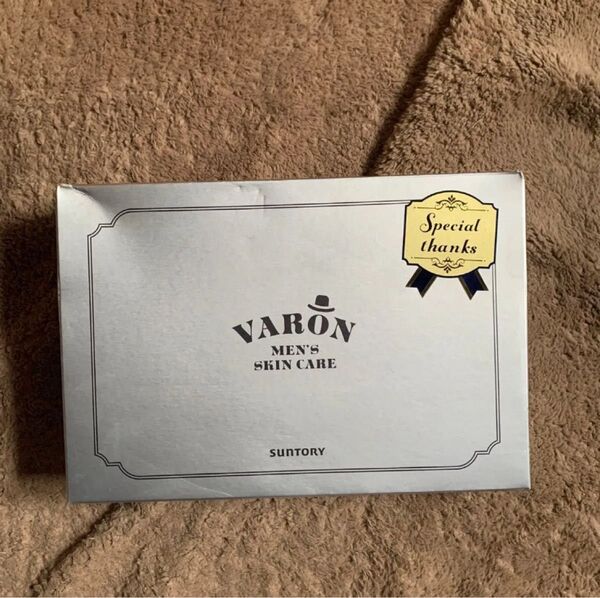 Special
thanks
VARON
MEN'S
SKIN CARE
SUNTORY